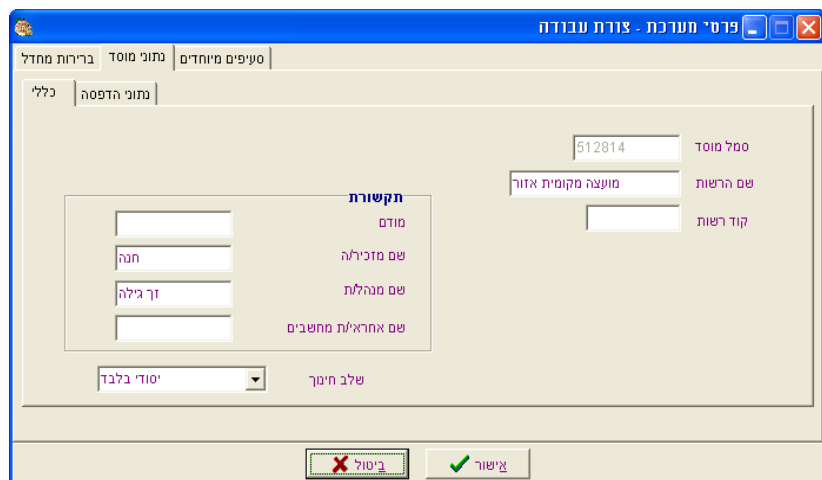 פרטי מערכת - צורת עבודה
ברירות מחדל
נתוני מוסד
סעיפים מיוחדים
כללי
נתוני הדפסה
סמל מוסד 512814
שם הרשות מועצה מקומית אזור
קוד רשות
תקשורת
מודם
שם מזכיר/ה חנה
שם מנהל/ת זך גילה
שם אחראי/ת מחשבים
שלב חינוך יסודי בלבד
אישור
ביטול